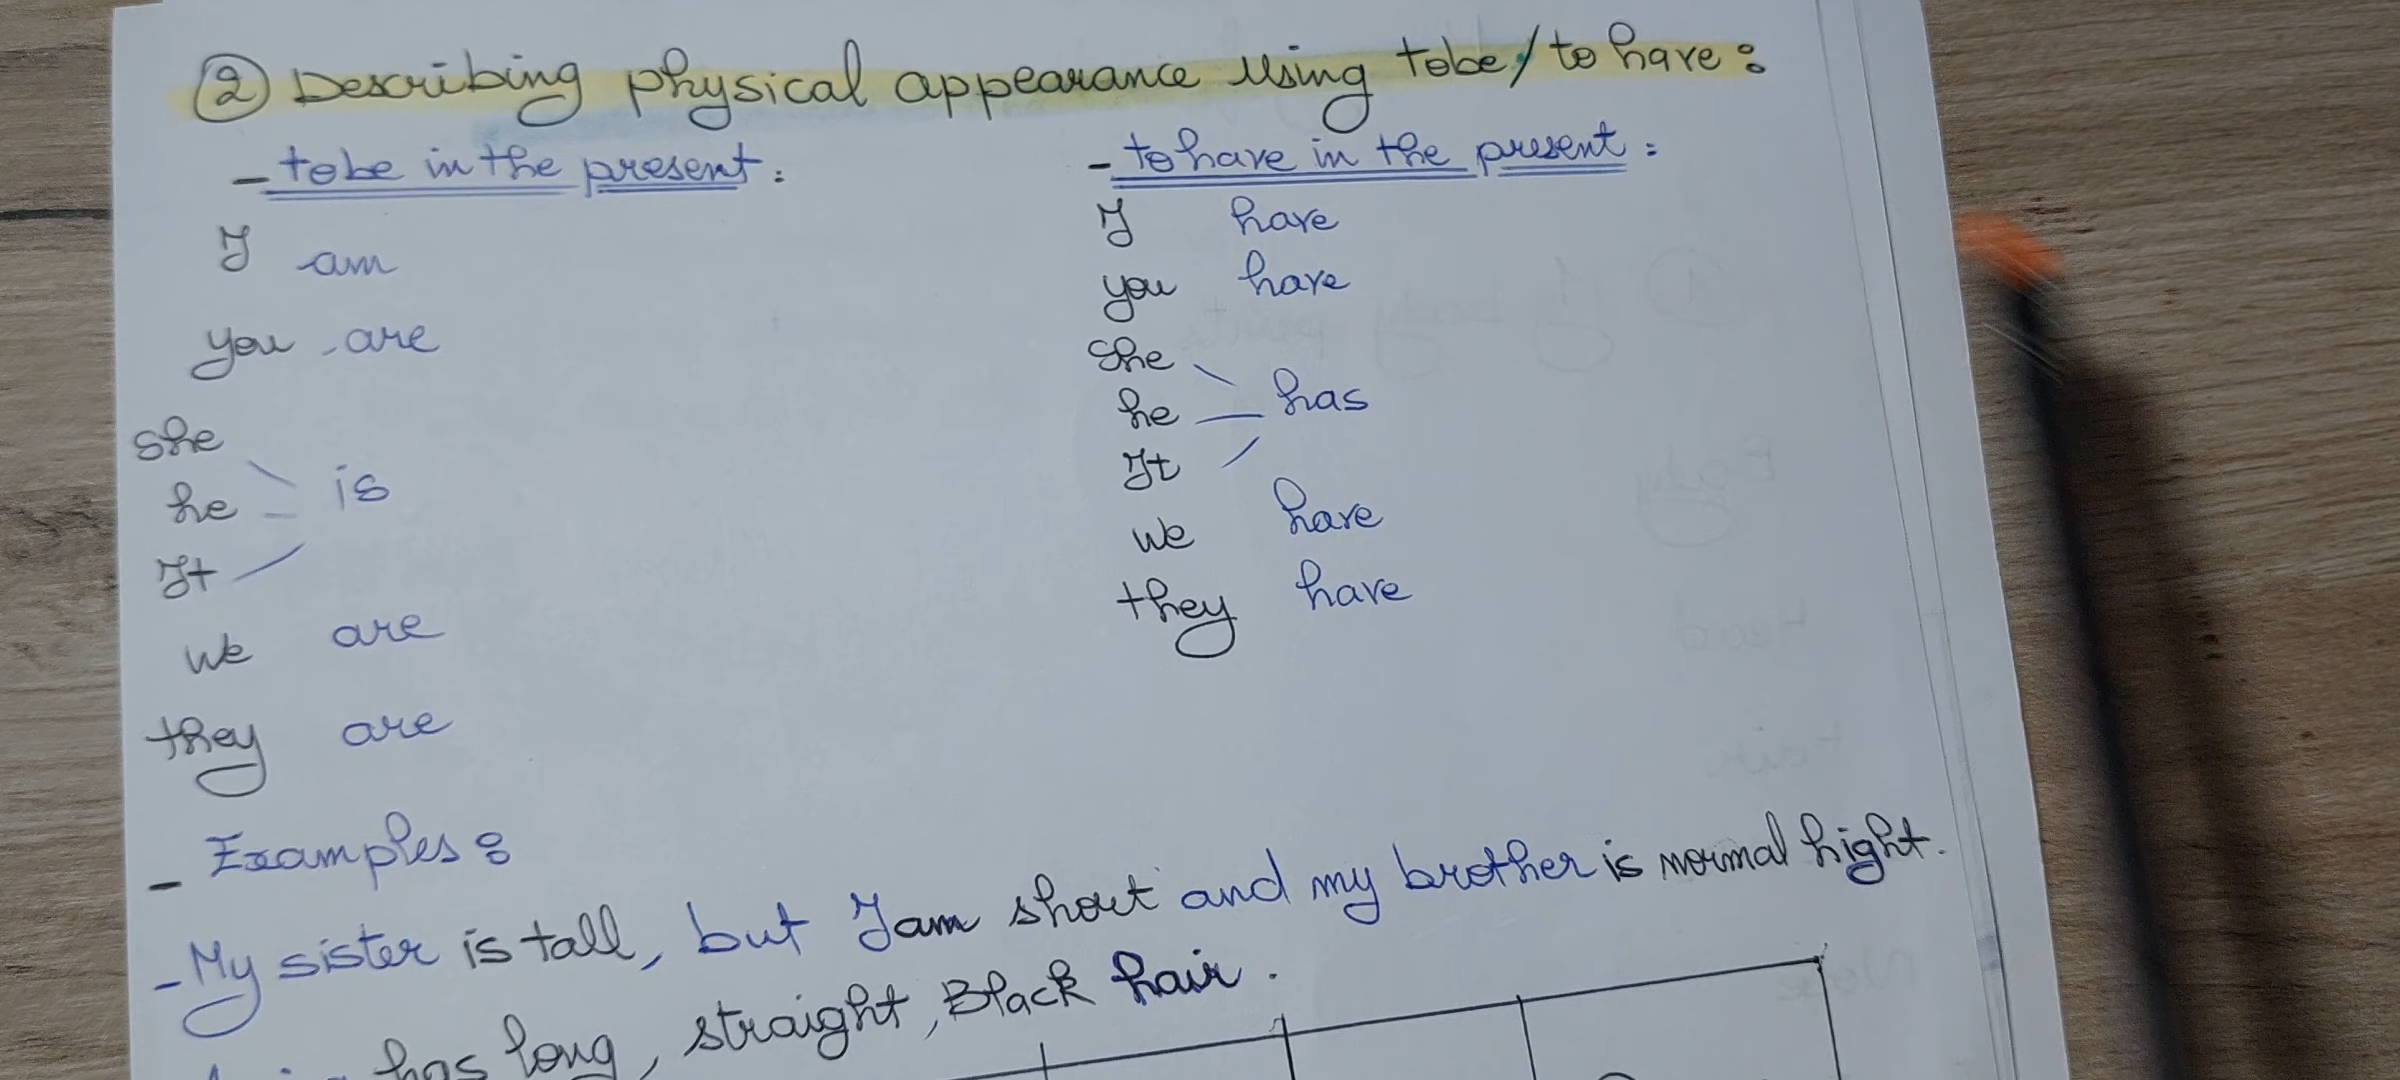 ② Describing physical appearance using tobe / to have :
- tobe in the present :
I am
you are
she
he is
It
we are
they are
- to have in the present :
I have
you have
she
he has
It
we have
they have
- Examples :
- My sister is tall, but I am short and my brother is normal hight.
has long, straight, Black hair.